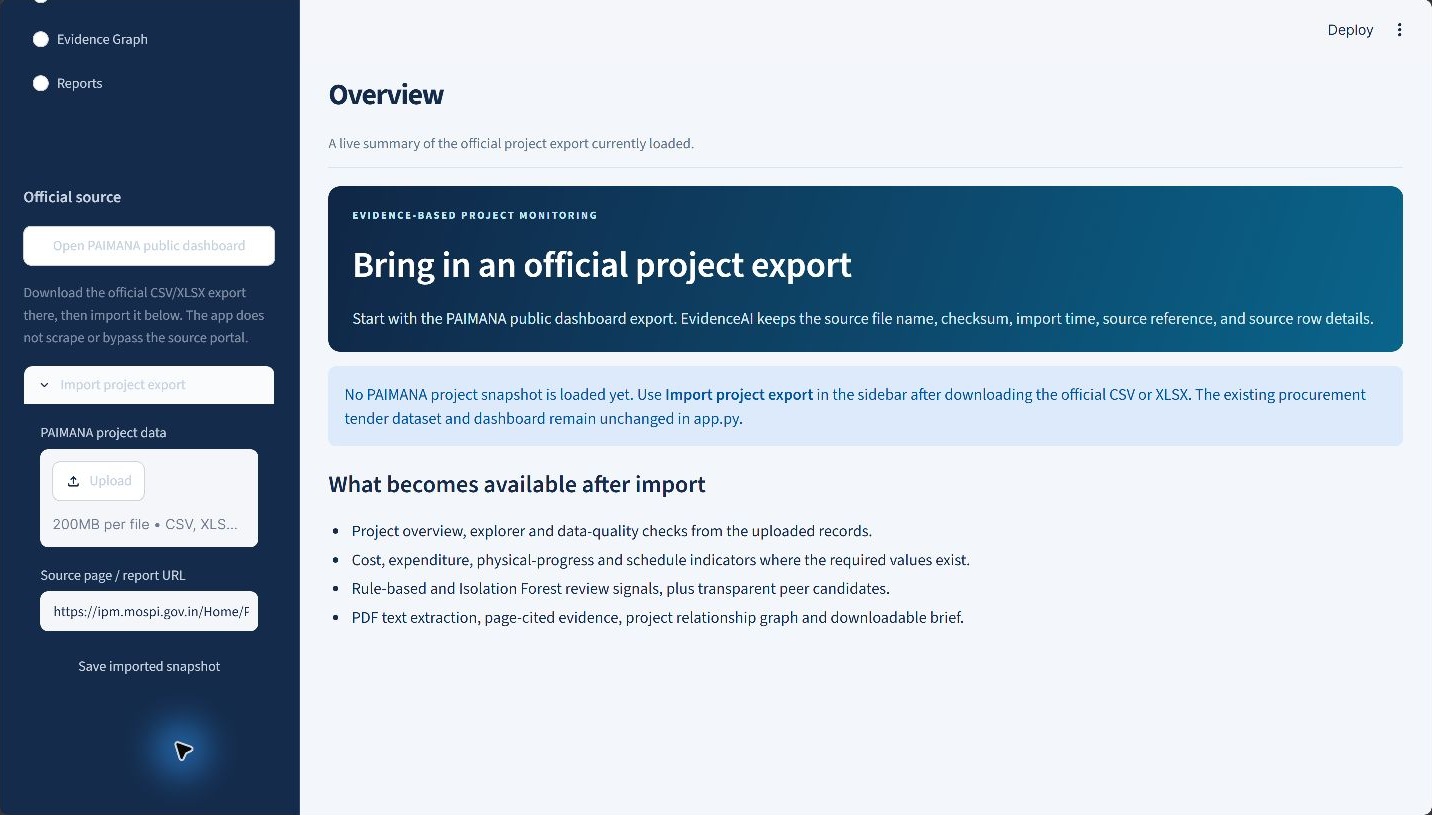 Evidence Graph
Reports
Official source
Open PAIMANA public dashboard
Download the official CSV/XLSX export
there, then import it below. The app does
not scrape or bypass the source portal.
Import project export
PAIMANA project data
Upload
200MB per file • CSV, XLS...
Source page / report URL
https://ipm.mospi.gov.in/Home/F
Save imported snapshot
Deploy
Overview
A live summary of the official project export currently loaded.
EVIDENCE-BASED PROJECT MONITORING
Bring in an official project export
Start with the PAIMANA public dashboard export. EvidenceAI keeps the source file name, checksum, import time, source reference, and source row details.
No PAIMANA project snapshot is loaded yet. Use Import project export in the sidebar after downloading the official CSV or XLSX. The existing procurement
tender dataset and dashboard remain unchanged in app.py.
What becomes available after import
• Project overview, explorer and data-quality checks from the uploaded records.
• Cost, expenditure, physical-progress and schedule indicators where the required values exist.
• Rule-based and Isolation Forest review signals, plus transparent peer candidates.
• PDF text extraction, page-cited evidence, project relationship graph and downloadable brief.